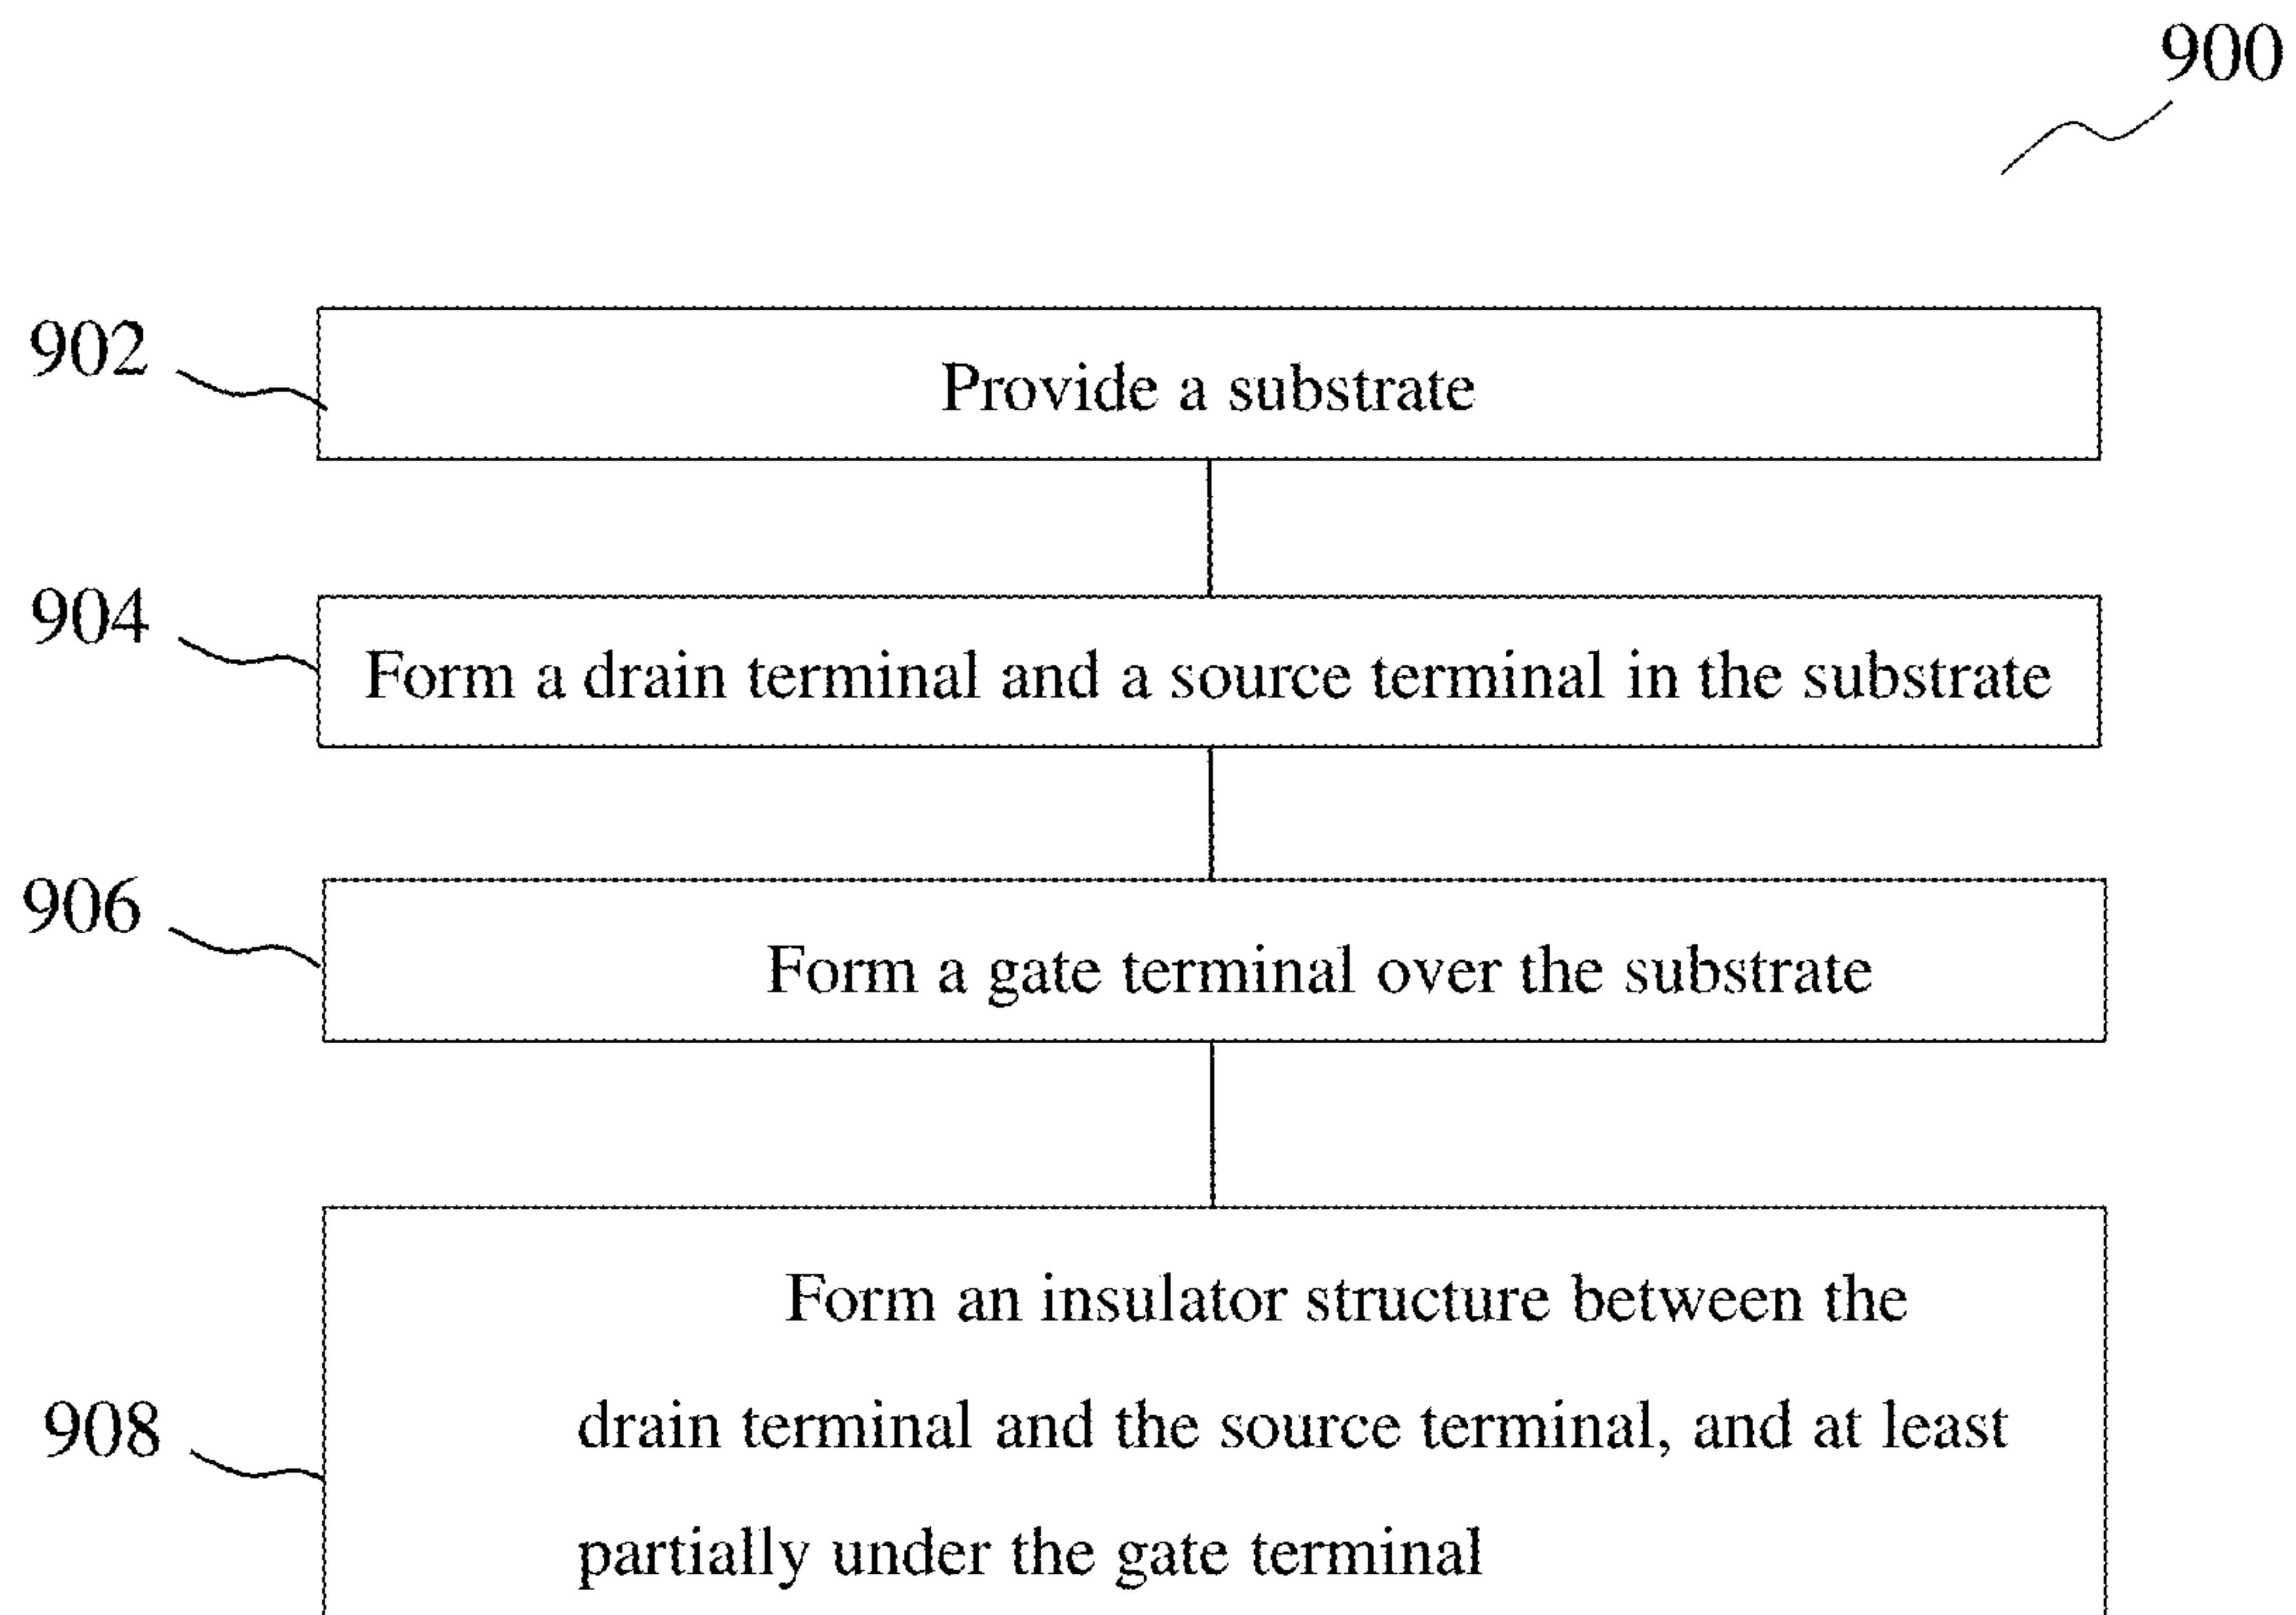 900
902
Provide a substrate
904
Form a drain terminal and a source terminal in the substrate
906
Form a gate terminal over the substrate
Form an insulator structure between the
908
drain terminal and the source terminal, and at least
partially under the gate terminal